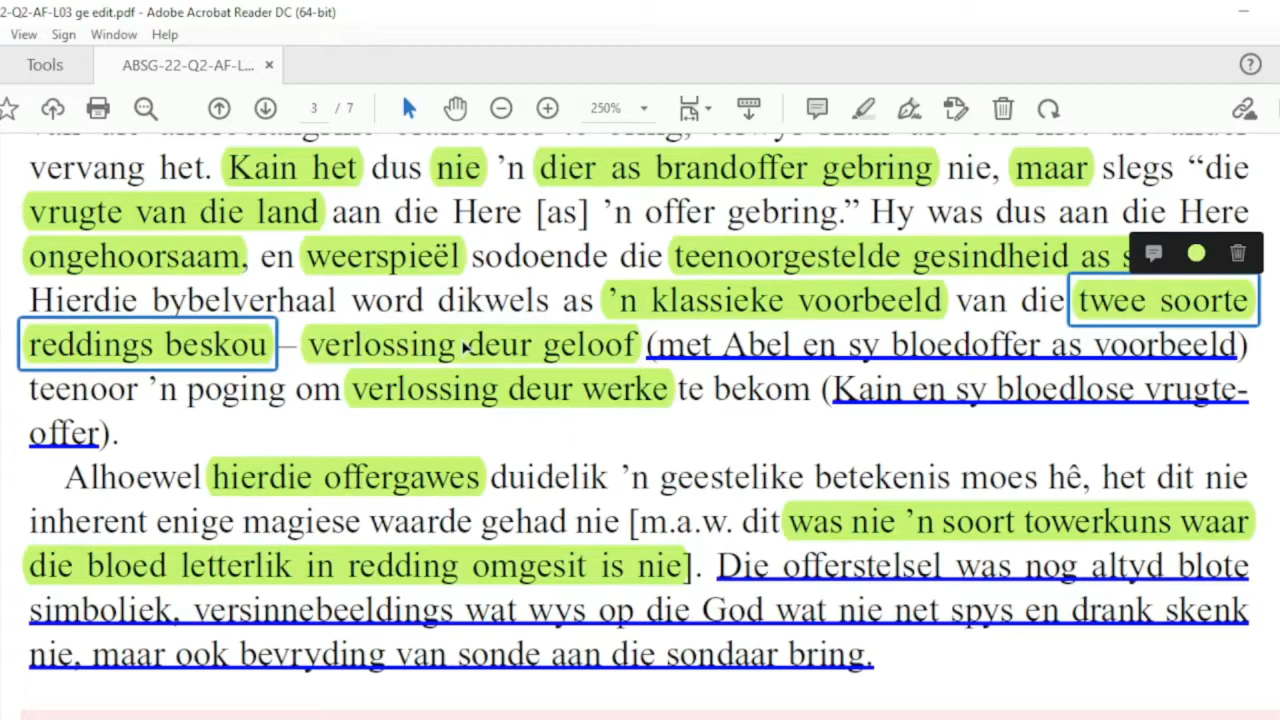 2-Q2-AF-L03 ge edit.pdf - Adobe Acrobat Reader DC (64-bit)
View Sign Window Help
Tools ABSG-22-Q2-AF-L... ×
3 / 7 250%
vervang het. Kain het dus nie ’n dier as brandoffer gebring nie, maar slegs “die
vrugte van die land aan die Here [as] ’n offer gebring.” Hy was dus aan die Here
ongehoorsaam, en weerspieël sodoende die teenoorgestelde gesindheid as
Hierdie bybelverhaal word dikwels as ’n klassieke voorbeeld van die twee soorte
reddings beskou – verlossing deur geloof (met Abel en sy bloedoffer as voorbeeld)
teenoor ’n poging om verlossing deur werke te bekom (Kain en sy bloedlose vrugte-
offer).
Alhoewel hierdie offergawes duidelik ’n geestelike betekenis moes hê, het dit nie
inherent enige magiese waarde gehad nie [m.a.w. dit was nie ’n soort towerkuns waar
die bloed letterlik in redding omgesit is nie]. Die offerstelsel was nog altyd blote
simboliek, versinnebeeldings wat wys op die God wat nie net spys en drank skenk
nie, maar ook bevryding van sonde aan die sondaar bring.